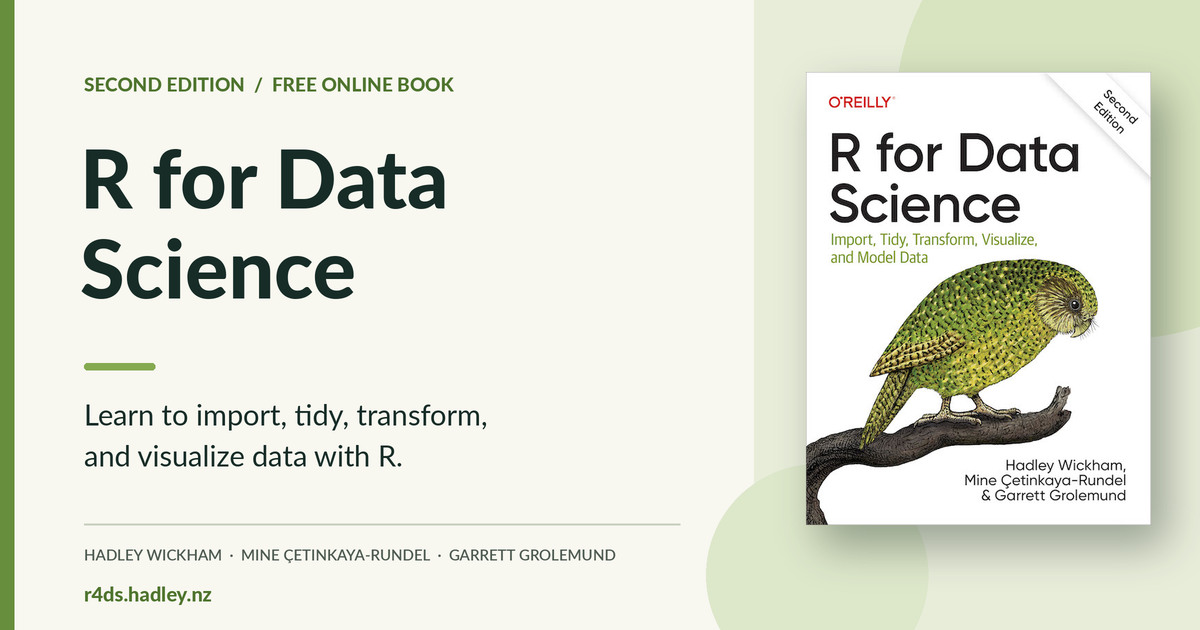 SECOND EDITION / FREE ONLINE BOOK
R for Data
Science
Learn to import, tidy, transform,
and visualize data with R.
HADLEY WICKHAM · MINE ÇETINKAYA-RUNDEL · GARRETT GROLEMUND
r4ds.hadley.nz
O'REILLY
Second
Edition
R for Data
Science
Import, Tidy, Transform, Visualize,
and Model Data
Hadley Wickham,
Mine Çetinkaya-Rundel
& Garrett Grolemund